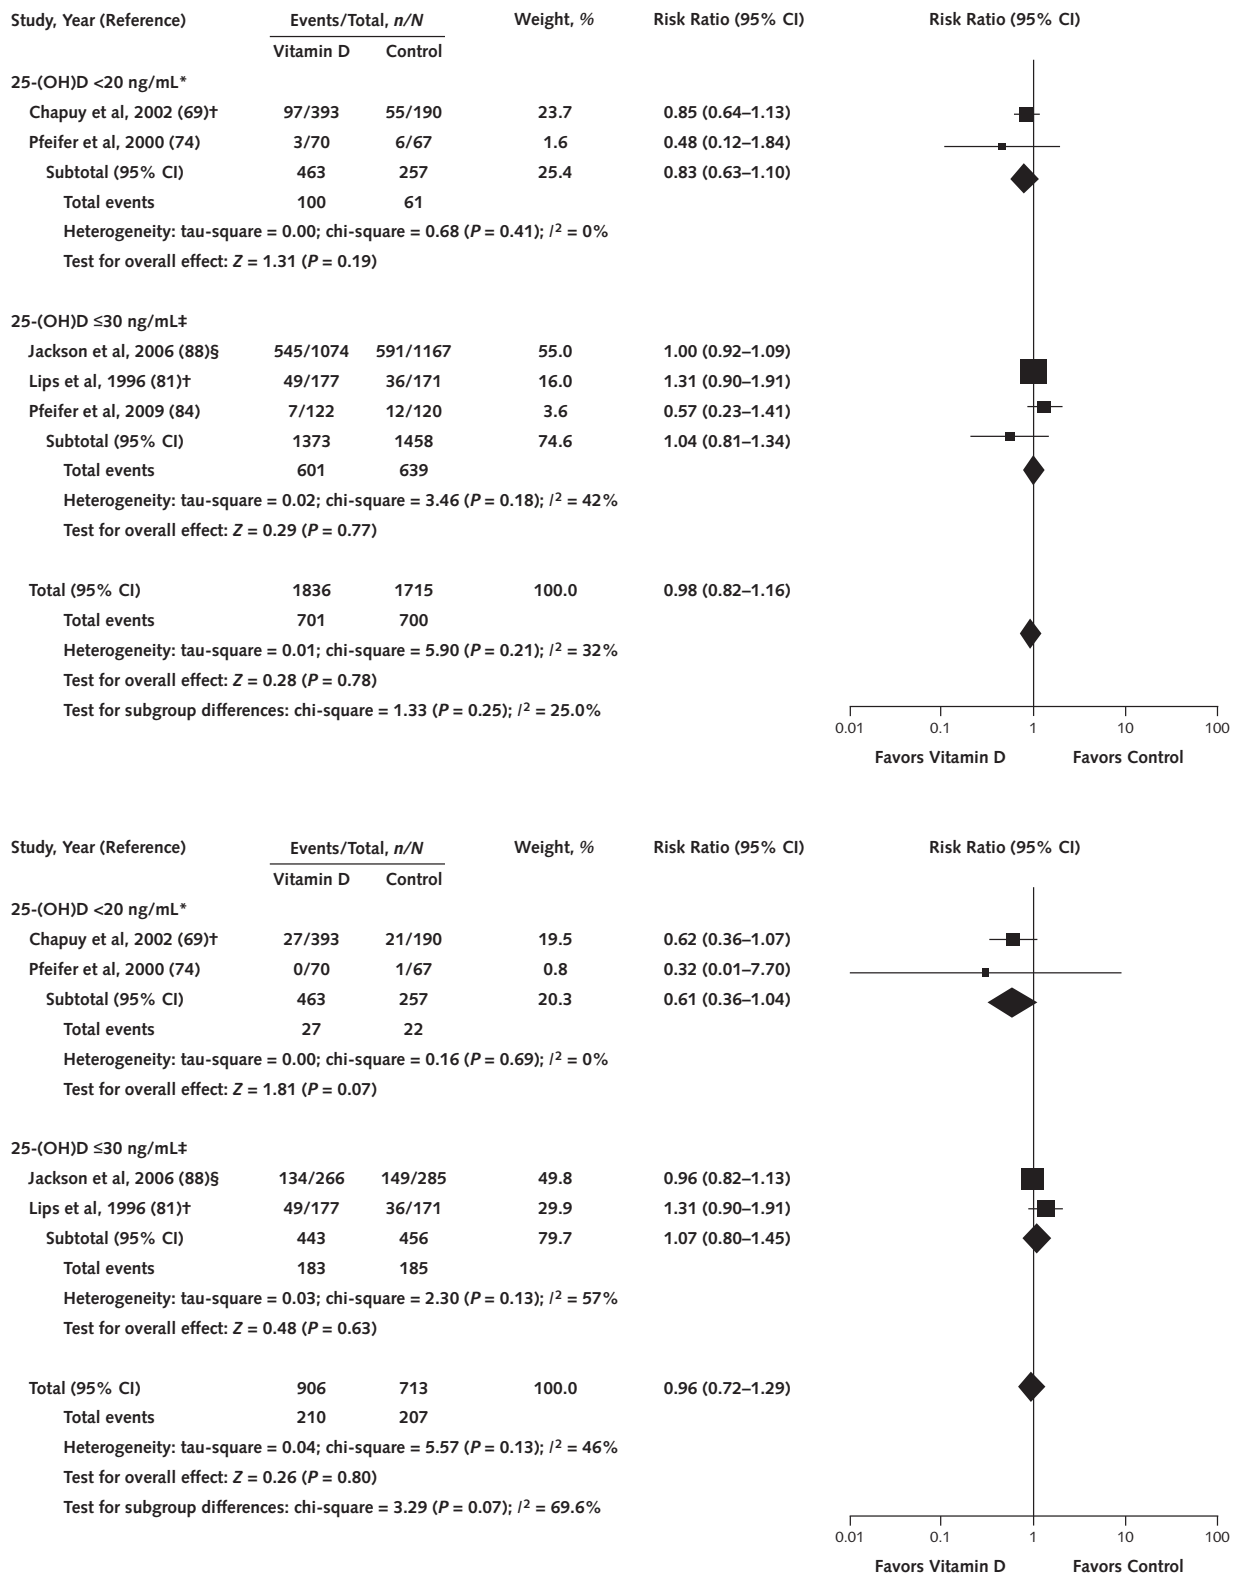 Study, Year (Reference) Events/Total, n/N Weight, % Risk Ratio (95% CI) Risk Ratio (95% CI)
Vitamin D Control
25-(OH)D <20 ng/mL*
Chapuy et al, 2002 (69)† 97/393 55/190 23.7 0.85 (0.64–1.13)
Pfeifer et al, 2000 (74) 3/70 6/67 1.6 0.48 (0.12–1.84)
Subtotal (95% CI) 463 257 25.4 0.83 (0.63–1.10)
Total events 100 61
Heterogeneity: tau-square = 0.00; chi-square = 0.68 (P = 0.41); I² = 0%
Test for overall effect: Z = 1.31 (P = 0.19)
25-(OH)D ≤30 ng/mL‡
Jackson et al, 2006 (88)§ 545/1074 591/1167 55.0 1.00 (0.92–1.09)
Lips et al, 1996 (81)† 49/177 36/171 16.0 1.31 (0.90–1.91)
Pfeifer et al, 2009 (84) 7/122 12/120 3.6 0.57 (0.23–1.41)
Subtotal (95% CI) 1373 1458 74.6 1.04 (0.81–1.34)
Total events 601 639
Heterogeneity: tau-square = 0.02; chi-square = 3.46 (P = 0.18); I² = 42%
Test for overall effect: Z = 0.29 (P = 0.77)
Total (95% CI) 1836 1715 100.0 0.98 (0.82–1.16)
Total events 701 700
Heterogeneity: tau-square = 0.01; chi-square = 5.90 (P = 0.21); I² = 32%
Test for overall effect: Z = 0.28 (P = 0.78)
Test for subgroup differences: chi-square = 1.33 (P = 0.25); I² = 25.0%
0.01 0.1 1 10 100
Favors Vitamin D Favors Control
Study, Year (Reference) Events/Total, n/N Weight, % Risk Ratio (95% CI) Risk Ratio (95% CI)
Vitamin D Control
25-(OH)D <20 ng/mL*
Chapuy et al, 2002 (69)† 27/393 21/190 19.5 0.62 (0.36–1.07)
Pfeifer et al, 2000 (74) 0/70 1/67 0.8 0.32 (0.01–7.70)
Subtotal (95% CI) 463 257 20.3 0.61 (0.36–1.04)
Total events 27 22
Heterogeneity: tau-square = 0.00; chi-square = 0.16 (P = 0.69); I² = 0%
Test for overall effect: Z = 1.81 (P = 0.07)
25-(OH)D ≤30 ng/mL‡
Jackson et al, 2006 (88)§ 134/266 149/285 49.8 0.96 (0.82–1.13)
Lips et al, 1996 (81)† 49/177 36/171 29.9 1.31 (0.90–1.91)
Subtotal (95% CI) 443 456 79.7 1.07 (0.80–1.45)
Total events 183 185
Heterogeneity: tau-square = 0.03; chi-square = 2.30 (P = 0.13); I² = 57%
Test for overall effect: Z = 0.48 (P = 0.63)
Total (95% CI) 906 713 100.0 0.96 (0.72–1.29)
Total events 210 207
Heterogeneity: tau-square = 0.04; chi-square = 5.57 (P = 0.13); I² = 46%
Test for overall effect: Z = 0.26 (P = 0.80)
Test for subgroup differences: chi-square = 3.29 (P = 0.07); I² = 69.6%
0.01 0.1 1 10 100
Favors Vitamin D Favors Control